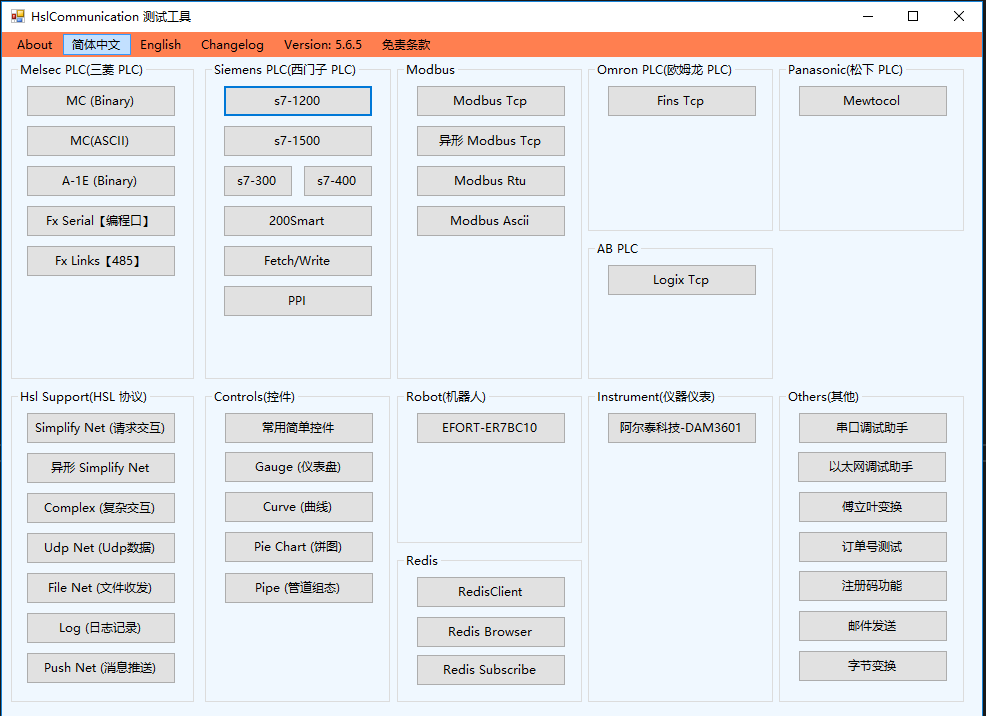 HslCommunication 测试工具
About 简体中文 English Changelog Version: 5.6.5 免责条款
Melsec PLC(三菱 PLC)
MC (Binary)
MC(ASCII)
A-1E (Binary)
Fx Serial【编程口】
Fx Links【485】
Siemens PLC(西门子 PLC)
s7-1200
s7-1500
s7-300 s7-400
200Smart
Fetch/Write
PPI
Modbus
Modbus Tcp
异形 Modbus Tcp
Modbus Rtu
Modbus Ascii
Omron PLC(欧姆龙 PLC)
Fins Tcp
AB PLC
Logix Tcp
Panasonic(松下 PLC)
Mewtocol
Hsl Support(HSL 协议)
Simplify Net (请求交互)
异形 Simplify Net
Complex (复杂交互)
Udp Net (Udp数据)
File Net (文件收发)
Log (日志记录)
Push Net (消息推送)
Controls(控件)
常用简单控件
Gauge (仪表盘)
Curve (曲线)
Pie Chart (饼图)
Pipe (管道组态)
Robot(机器人)
EFORT-ER7BC10
Redis
RedisClient
Redis Browser
Redis Subscribe
Instrument(仪器仪表)
阿尔泰科技-DAM3601
Others(其他)
串口调试助手
以太网调试助手
傅立叶变换
订单号测试
注册码功能
邮件发送
字节变换